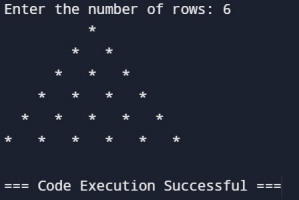 Enter the number of rows: 6
          *
        *   *
      *   *   *
    *   *   *   *
  *   *   *   *   *
*   *   *   *   *   *

=== Code Execution Successful ===